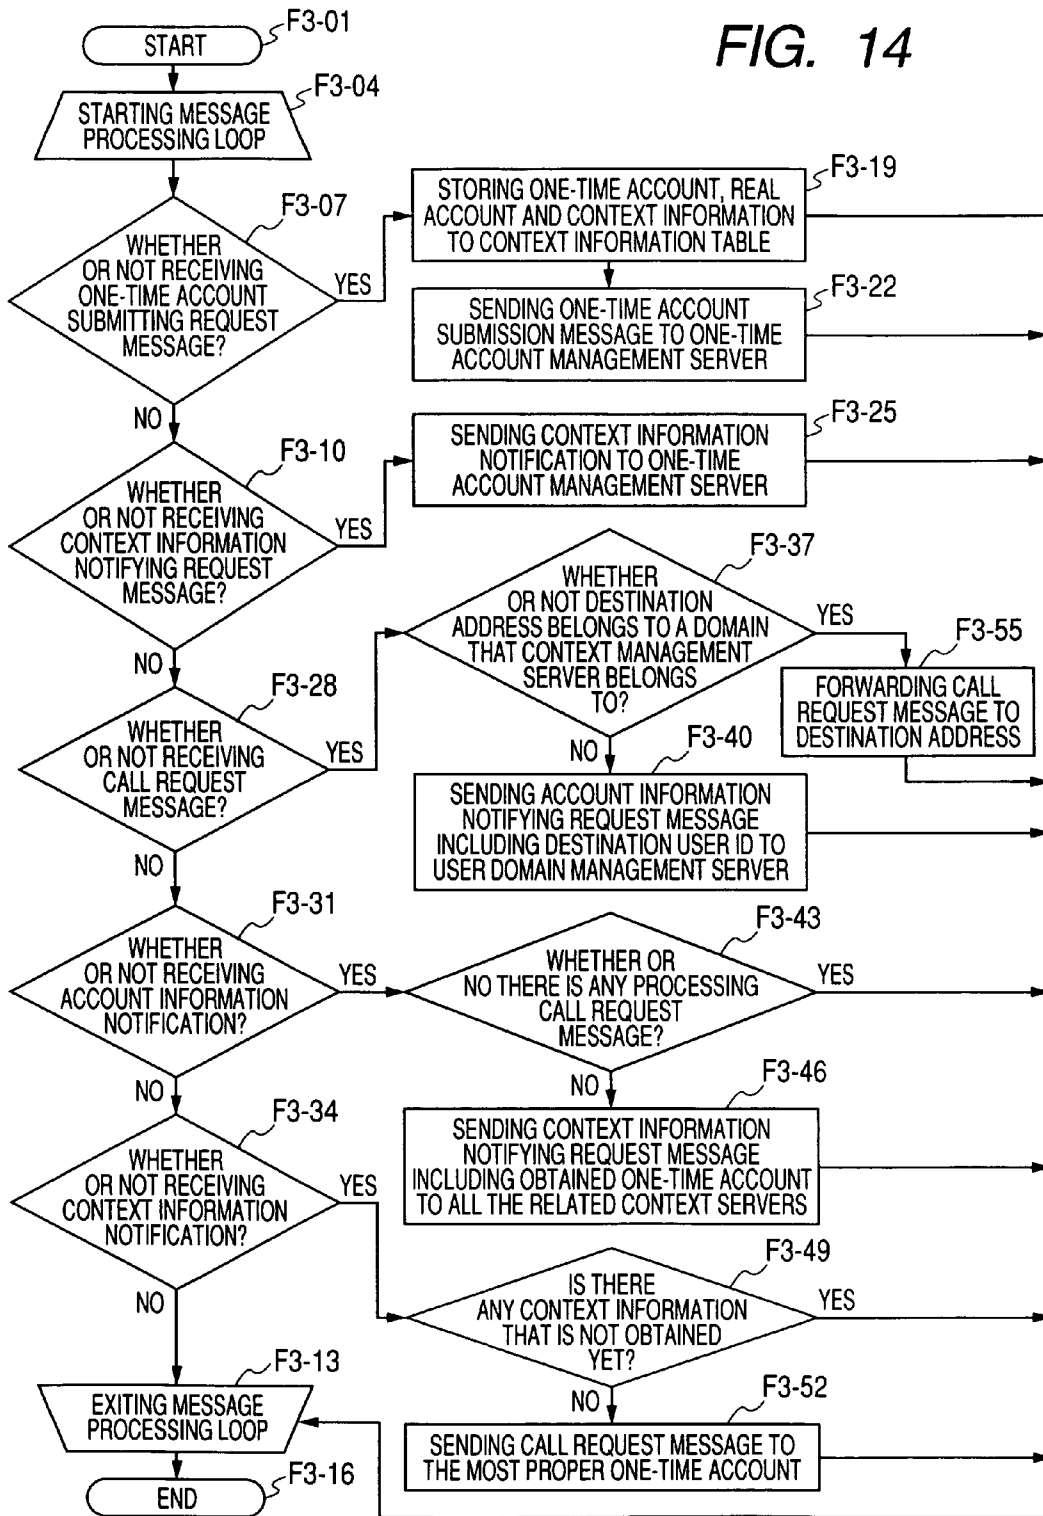 FIG. 14
F3-01
START
F3-04
STARTING MESSAGE
PROCESSING LOOP
F3-07
WHETHER
OR NOT RECEIVING
ONE-TIME ACCOUNT
SUBMITTING REQUEST
MESSAGE?
YES
NO
F3-19
STORING ONE-TIME ACCOUNT, REAL
ACCOUNT AND CONTEXT INFORMATION
TO CONTEXT INFORMATION TABLE
F3-22
SENDING ONE-TIME ACCOUNT
SUBMISSION MESSAGE TO ONE-TIME
ACCOUNT MANAGEMENT SERVER
F3-10
WHETHER
OR NOT RECEIVING
CONTEXT INFORMATION
NOTIFYING REQUEST
MESSAGE?
YES
NO
F3-25
SENDING CONTEXT INFORMATION
NOTIFICATION TO ONE-TIME
ACCOUNT MANAGEMENT SERVER
F3-28
WHETHER
OR NOT RECEIVING
CALL REQUEST
MESSAGE?
YES
NO
F3-37
WHETHER
OR NOT DESTINATION
ADDRESS BELONGS TO A DOMAIN
THAT CONTEXT MANAGEMENT
SERVER BELONGS
TO?
YES
NO
F3-55
FORWARDING CALL
REQUEST MESSAGE TO
DESTINATION ADDRESS
F3-40
SENDING ACCOUNT INFORMATION
NOTIFYING REQUEST MESSAGE
INCLUDING DESTINATION USER ID TO
USER DOMAIN MANAGEMENT SERVER
F3-31
WHETHER
OR NOT RECEIVING
ACCOUNT INFORMATION
NOTIFICATION?
YES
NO
F3-43
WHETHER OR
NO THERE IS ANY PROCESSING
CALL REQUEST
MESSAGE?
YES
NO
F3-46
SENDING CONTEXT INFORMATION
NOTIFYING REQUEST MESSAGE
INCLUDING OBTAINED ONE-TIME ACCOUNT
TO ALL THE RELATED CONTEXT SERVERS
F3-34
WHETHER
OR NOT RECEIVING
CONTEXT INFORMATION
NOTIFICATION?
YES
NO
F3-49
IS THERE
ANY CONTEXT INFORMATION
THAT IS NOT OBTAINED
YET?
YES
NO
F3-52
SENDING CALL REQUEST MESSAGE TO
THE MOST PROPER ONE-TIME ACCOUNT
F3-13
EXITING MESSAGE
PROCESSING LOOP
F3-16
END